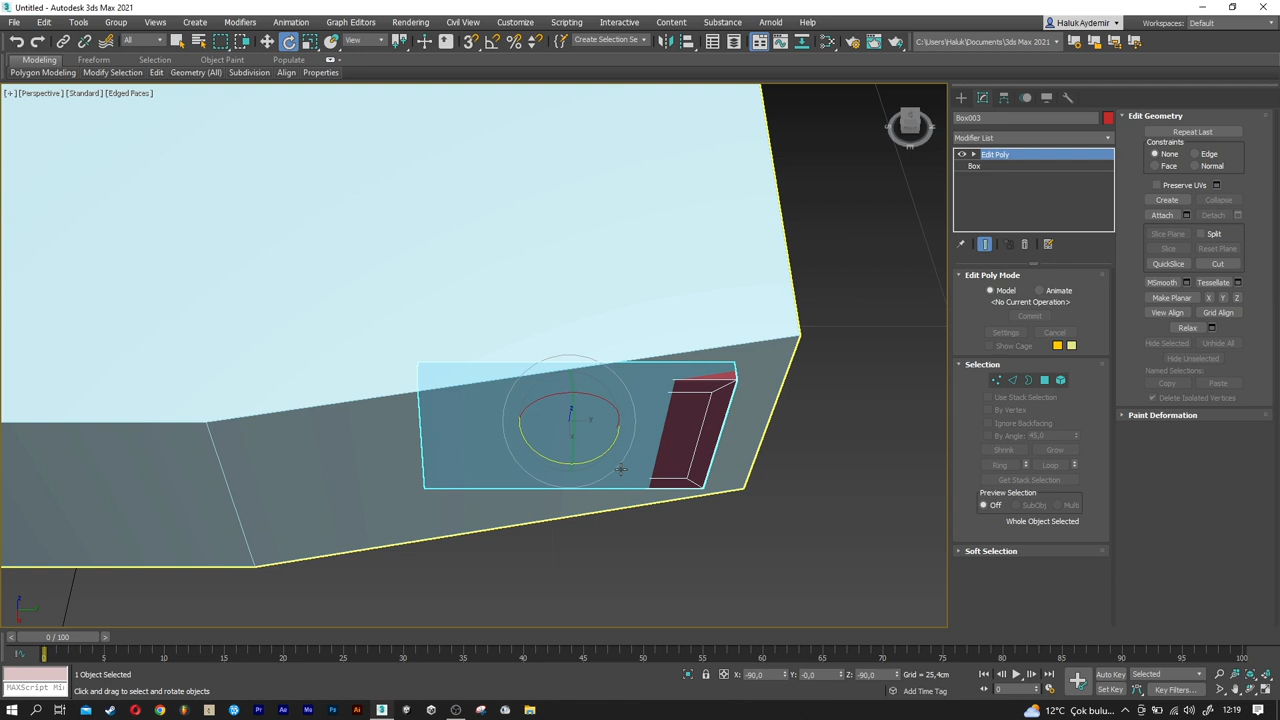 Untitled - Autodesk 3ds Max 2021
File Edit Tools Group Views Create Modifiers Animation Graph Editors Rendering Civil View Customize Scripting Interactive Content Substance Arnold Help
Haluk Aydemir
Workspaces: Default
All
View
Create Selection Se
C:\Users\Haluk\Documents\3ds Max 2021
Modeling Freeform Selection Object Paint Populate
Polygon Modeling Modify Selection Edit Geometry (All) Subdivision Align Properties
[+] [Perspective] [Standard] [Edged Faces]
Box003
Modifier List
Edit Poly
Box
Edit Poly Mode
Model Animate
<No Current Operation>
Commit
Settings Cancel
Show Cage
Selection
Use Stack Selection
By Vertex
Ignore Backfacing
By Angle: 45,0
Shrink Grow
Ring Loop
Get Stack Selection
Preview Selection
Off SubObj Multi
Whole Object Selected
Soft Selection
Edit Geometry
Repeat Last
Constraints
None Edge
Face Normal
Preserve UVs
Create Collapse
Attach Detach
Slice Plane Split
Slice Reset Plane
QuickSlice Cut
MSmooth Tessellate
Make Planar X Y Z
View Align Grid Align
Relax
Hide Selected Unhide All
Hide Unselected
Named Selections:
Copy Paste
Delete Isolated Vertices
Paint Deformation
z
y
x
0 / 100
5 10 15 20 25 30 35 40 45 50 55 60 65 70 75 80 85 90 95 100
MAXScript Mi
1 Object Selected
Click and drag to select and rotate objects
X: -90,0 Y: -0,0 Z: -90,0 Grid = 25,4cm
Add Time Tag
0
Auto Key Selected
Set Key Key Filters...
12°C Çok bulu... 12:19